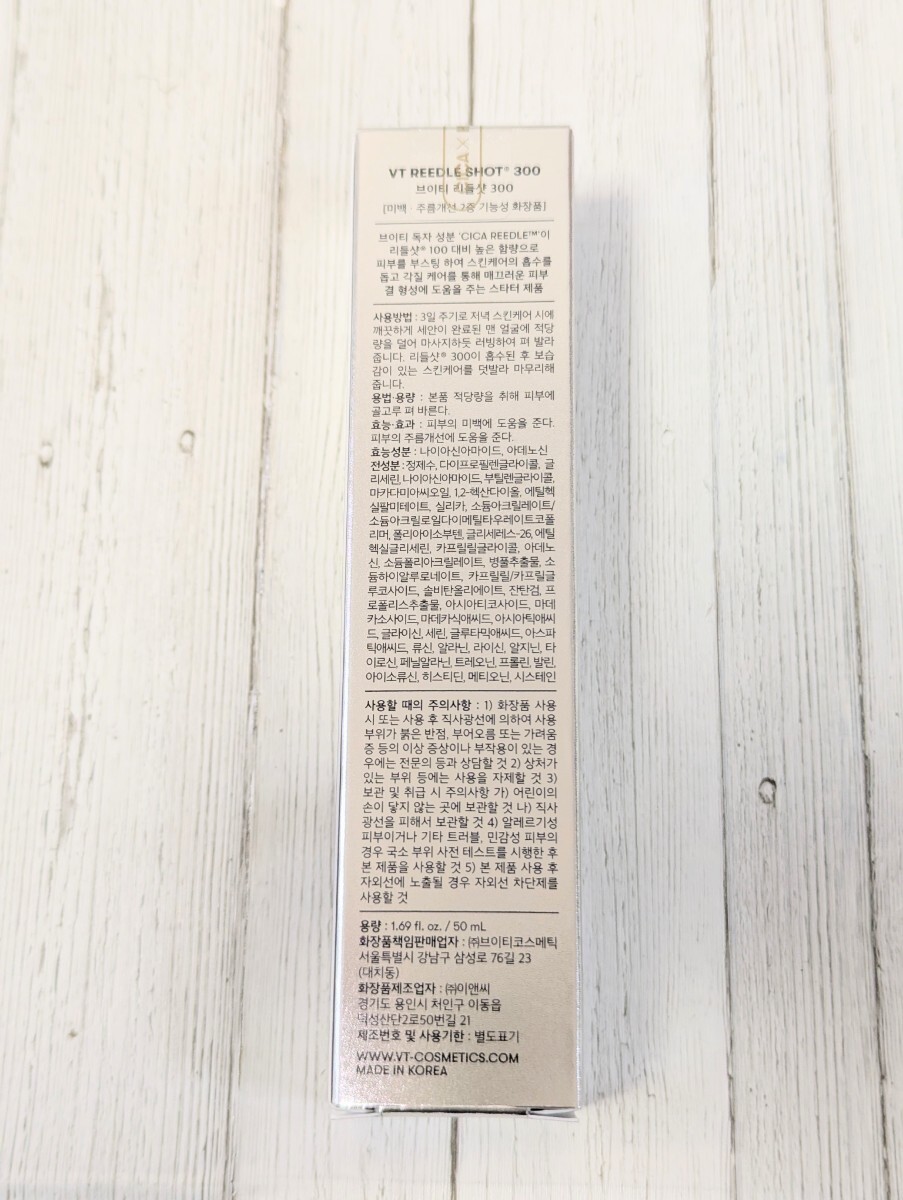 VT REEDLE SHOT® 300
브이티 리들샷 300
[미백 · 주름개선 2중 기능성 화장품]
브이티 독자 성분 'CICA REEDLE™'이
리들샷® 100 대비 높은 함량으로
피부를 부스팅 하여 스킨케어의 흡수를
돕고 각질 케어를 통해 매끄러운 피부
결 형성에 도움을 주는 스타터 제품
사용방법 : 3일 주기로 저녁 스킨케어 시에
깨끗하게 세안이 완료된 맨 얼굴에 적당
량을 덜어 마사지하듯 러빙하여 펴 발라
줍니다. 리들샷® 300이 흡수된 후 보습
감이 있는 스킨케어를 덧발라 마무리해
줍니다.
용법·용량 : 본품 적당량을 취해 피부에
골고루 펴 바른다.
효능·효과 : 피부의 미백에 도움을 준다.
피부의 주름개선에 도움을 준다.
효능성분 : 나이아신아마이드, 아데노신
전성분 : 정제수, 다이프로필렌글라이콜, 글
리세린, 나이아신아마이드, 부틸렌글라이콜,
마카다미아씨오일, 1,2-헥산다이올, 에틸헥
실팔미테이트, 실리카, 소듐아크릴레이트/
소듐아크릴로일다이메틸타우레이트코폴
리머, 폴리아이소부텐, 글리세레스-26, 에틸
헥실글리세린, 카프릴릴글라이콜, 아데노
신, 소듐폴리아크릴레이트, 병풀추출물, 소
듐하이알루로네이트, 카프릴릴/카프릴글
루코사이드, 솔비탄올리에이트, 잔탄검, 프
로폴리스추출물, 아시아티코사이드, 마데
카소사이드, 마데카식애씨드, 아시아틱애씨
드, 글라이신, 세린, 글루타믹애씨드, 아스파
틱애씨드, 류신, 알라닌, 라이신, 알지닌, 타
이로신, 페닐알라닌, 트레오닌, 프롤린, 발린,
아이소류신, 히스티딘, 메티오닌, 시스테인
사용할 때의 주의사항 : 1) 화장품 사용
시 또는 사용 후 직사광선에 의하여 사용
부위가 붉은 반점, 부어오름 또는 가려움
증 등의 이상 증상이나 부작용이 있는 경
우에는 전문의 등과 상담할 것 2) 상처가
있는 부위 등에는 사용을 자제할 것 3)
보관 및 취급 시 주의사항 가) 어린이의
손이 닿지 않는 곳에 보관할 것 나) 직사
광선을 피해서 보관할 것 4) 알레르기성
피부이거나 기타 트러블, 민감성 피부의
경우 국소 부위 사전 테스트를 시행한 후
본 제품을 사용할 것 5) 본 제품 사용 후
자외선에 노출될 경우 자외선 차단제를
사용할 것
용량 : 1.69 fl. oz. / 50 mL
화장품책임판매업자 : ㈜브이티코스메틱
서울특별시 강남구 삼성로 76길 23
(대치동)
화장품제조업자 : ㈜이앤씨
경기도 용인시 처인구 이동읍
덕성산단2로50번길 21
제조번호 및 사용기한 : 별도표기
WWW.VT-COSMETICS.COM
MADE IN KOREA